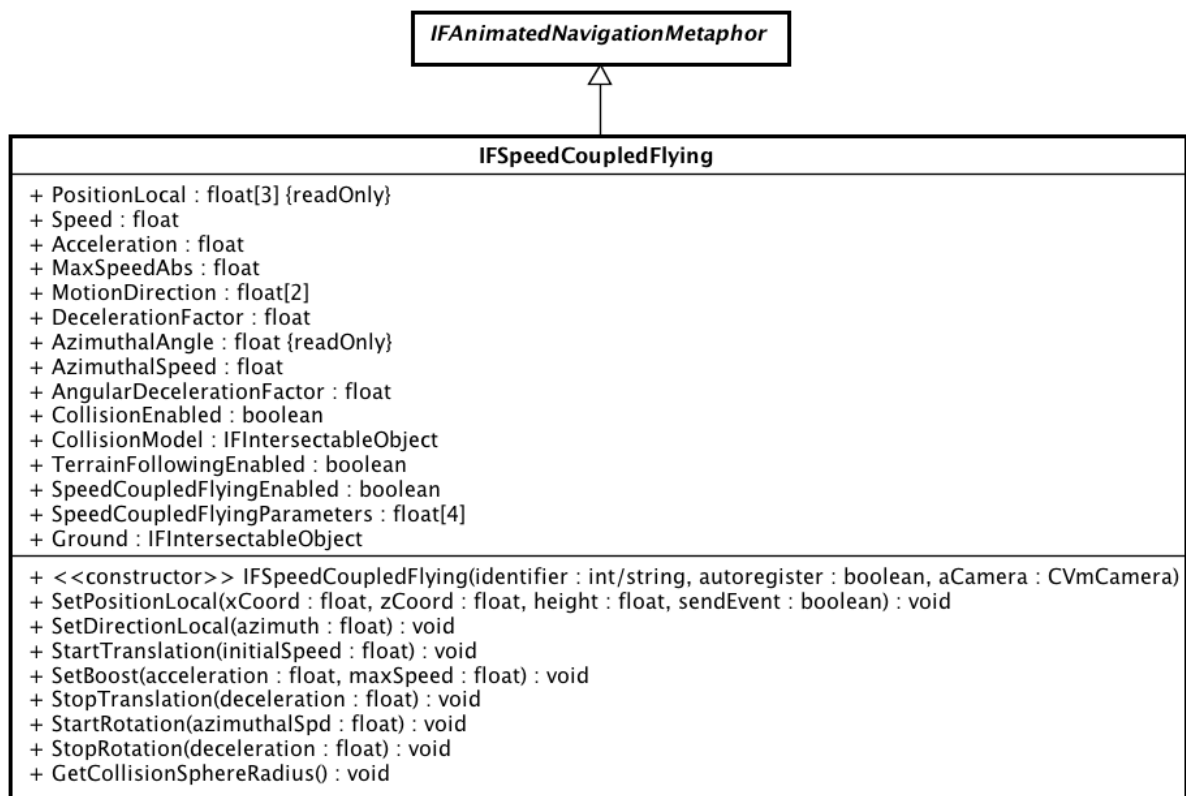 IFAnimatedNavigationMetaphor
IFSpeedCoupledFlying
+ PositionLocal : float[3] {readOnly}
+ Speed : float
+ Acceleration : float
+ MaxSpeedAbs : float
+ MotionDirection : float[2]
+ DecelerationFactor : float
+ AzimuthalAngle : float {readOnly}
+ AzimuthalSpeed : float
+ AngularDecelerationFactor : float
+ CollisionEnabled : boolean
+ CollisionModel : IFIntersectableObject
+ TerrainFollowingEnabled : boolean
+ SpeedCoupledFlyingEnabled : boolean
+ SpeedCoupledFlyingParameters : float[4]
+ Ground : IFIntersectableObject
+ <<constructor>> IFSpeedCoupledFlying(identifier : int/string, autoregister : boolean, aCamera : CVmCamera)
+ SetPositionLocal(xCoord : float, zCoord : float, height : float, sendEvent : boolean) : void
+ SetDirectionLocal(azimuth : float) : void
+ StartTranslation(initialSpeed : float) : void
+ SetBoost(acceleration : float, maxSpeed : float) : void
+ StopTranslation(deceleration : float) : void
+ StartRotation(azimuthalSpd : float) : void
+ StopRotation(deceleration : float) : void
+ GetCollisionSphereRadius() : void